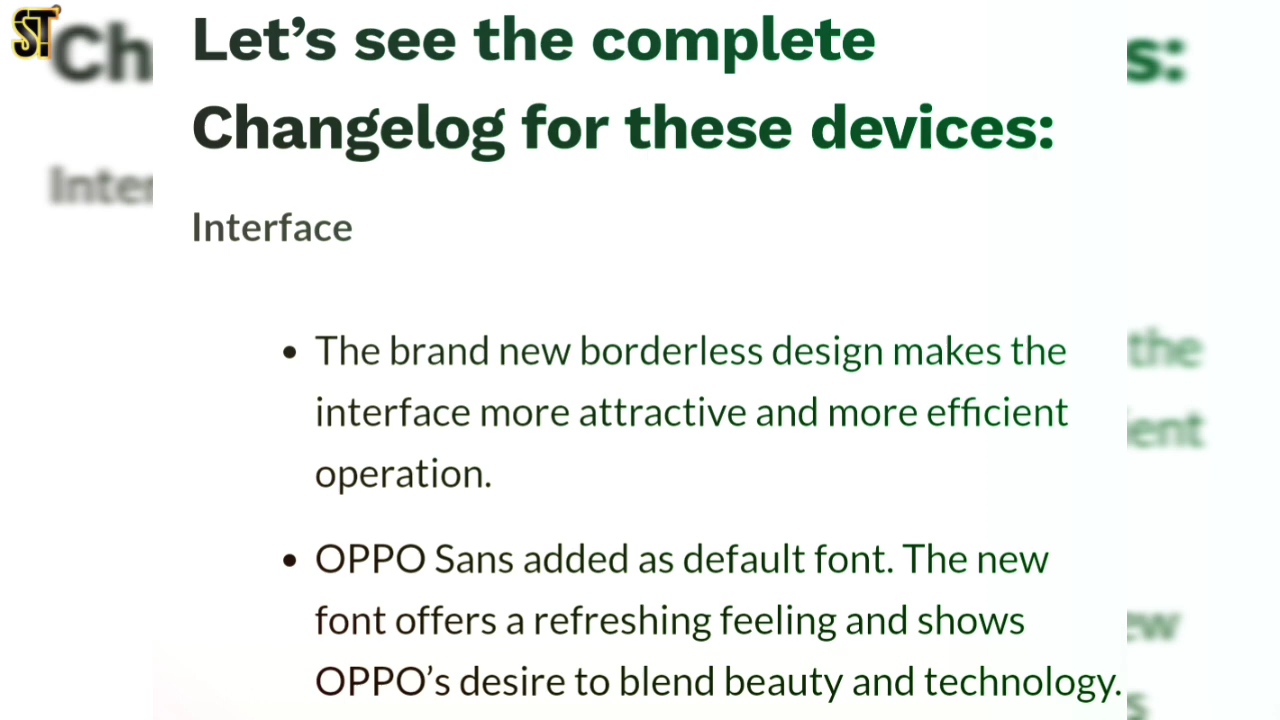 ST
Let’s see the complete
Changelog for these devices:
Interface
• The brand new borderless design makes the
interface more attractive and more efficient
operation.
• OPPO Sans added as default font. The new
font offers a refreshing feeling and shows
OPPO’s desire to blend beauty and technology.